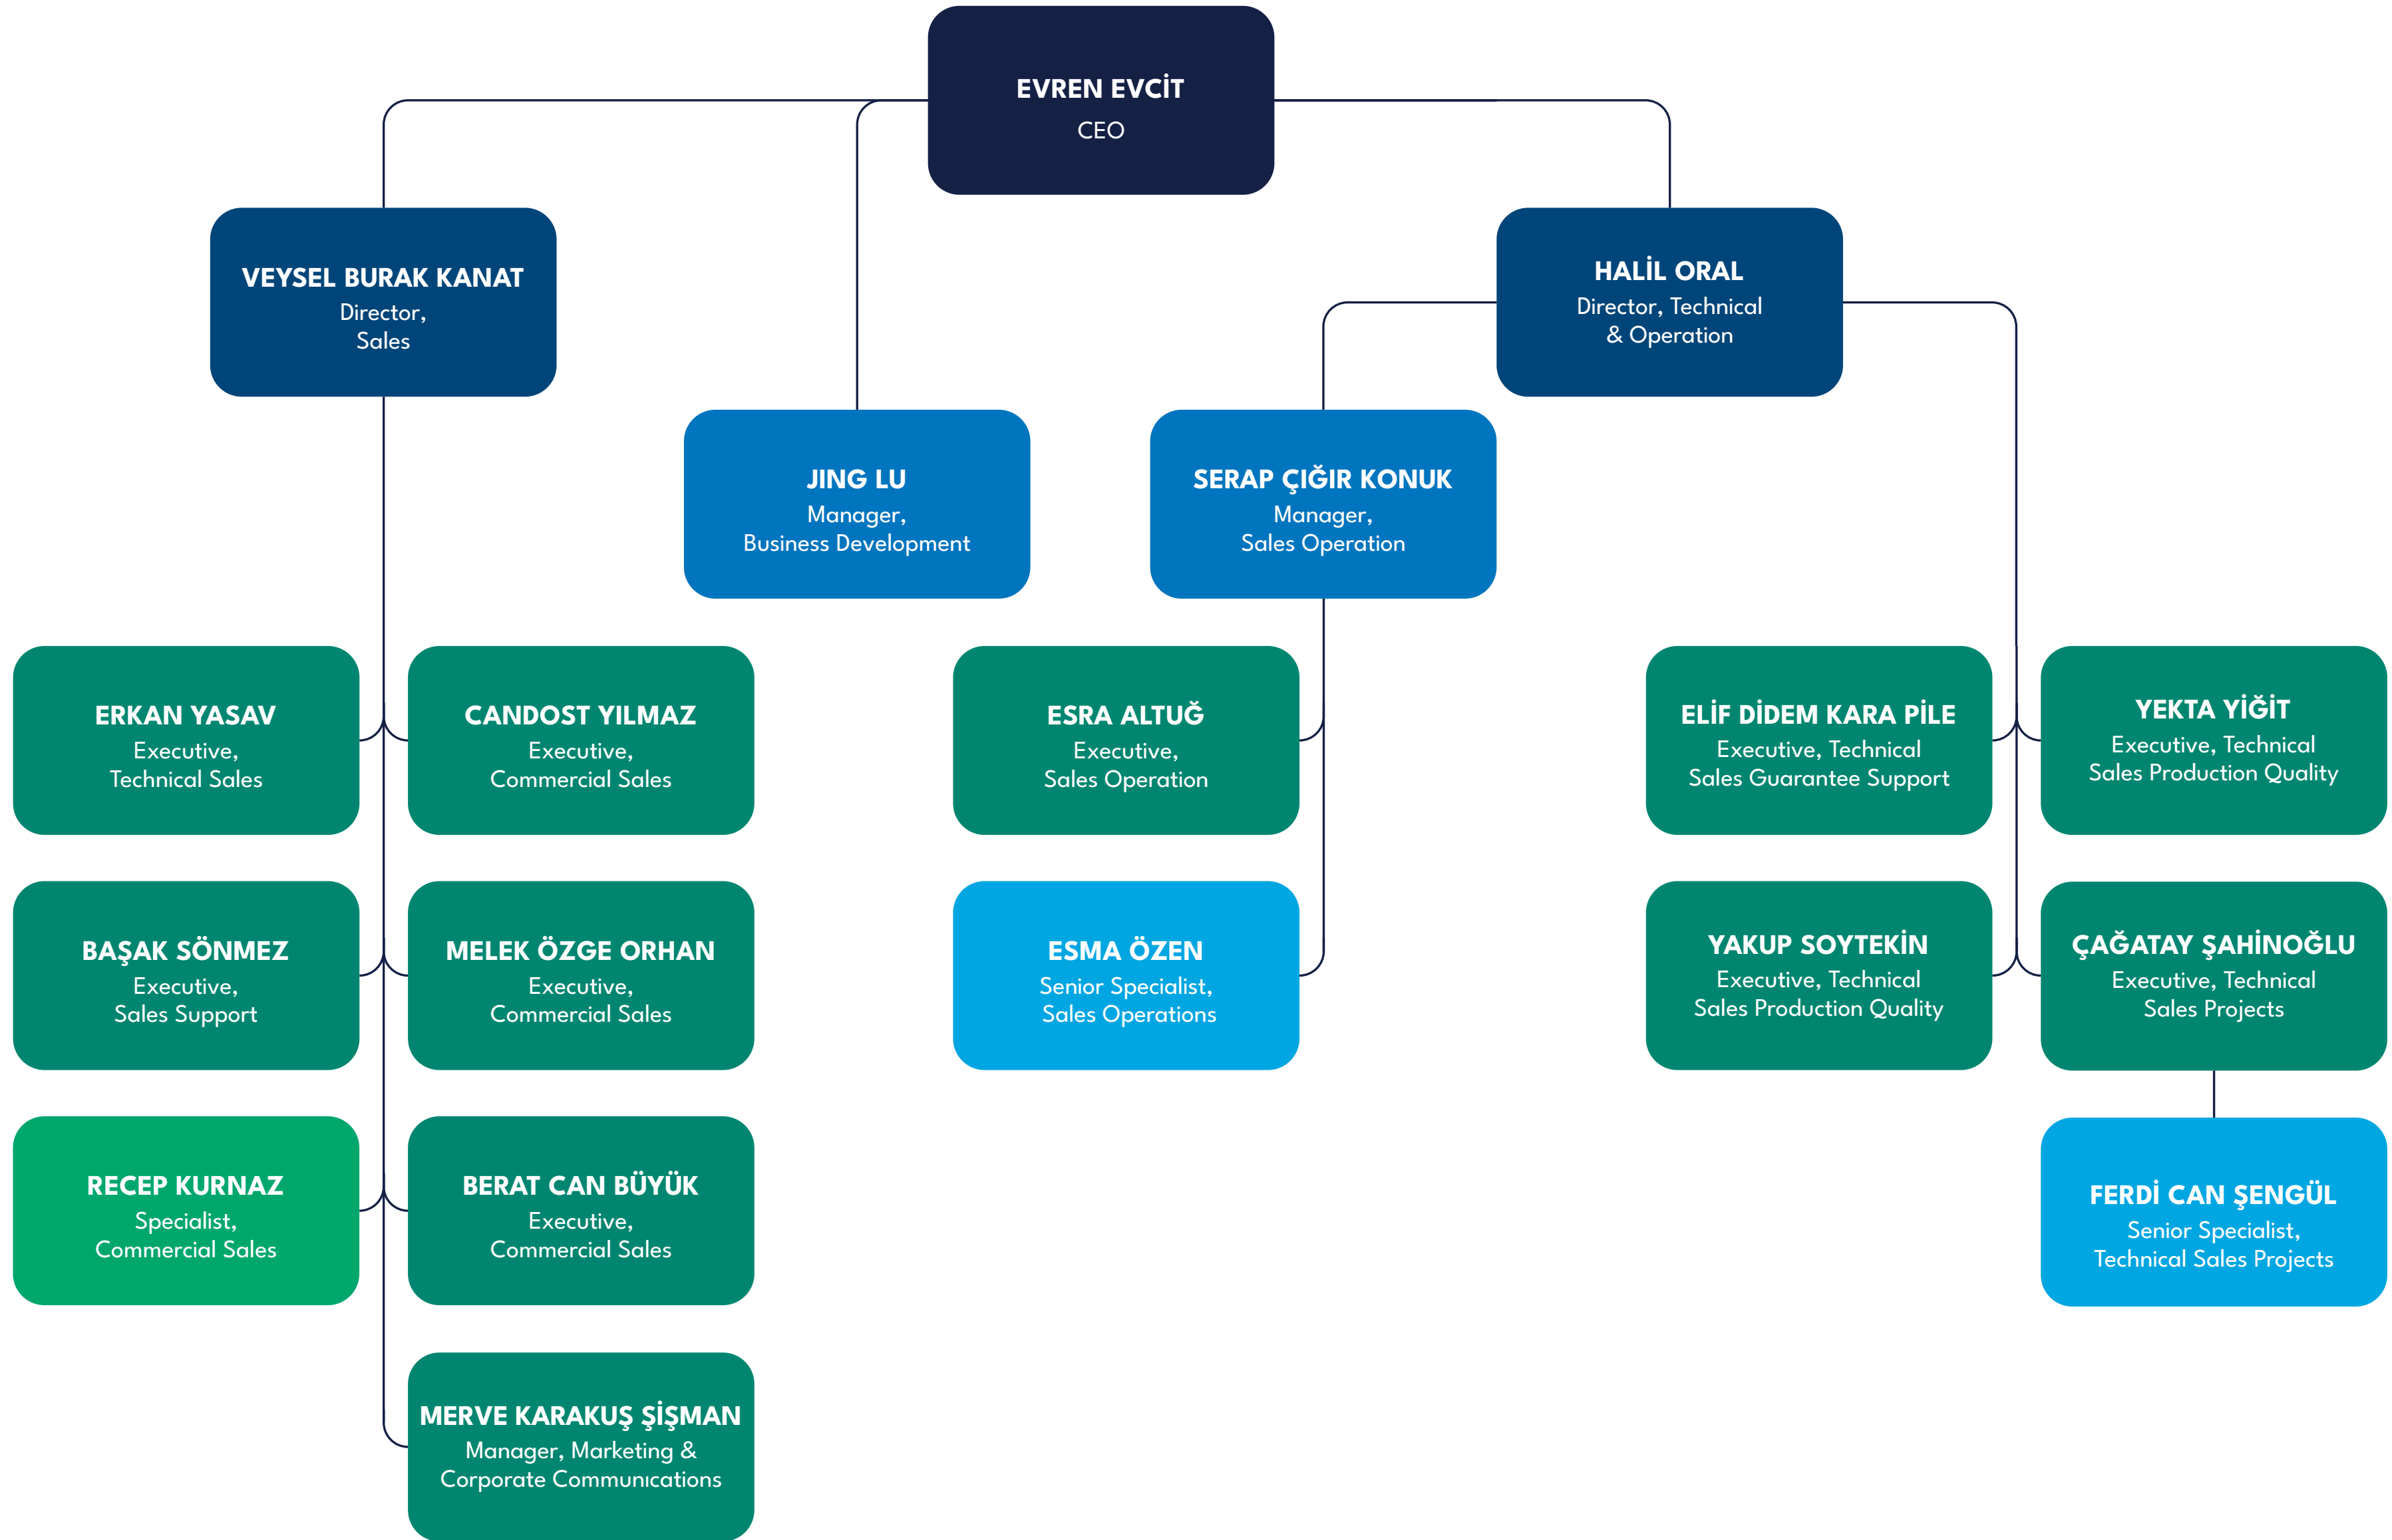 EVREN EVCİT
CEO
VEYSEL BURAK KANAT
Director,
Sales
HALİL ORAL
Director, Technical
& Operation
JING LU
Manager,
Business Development
SERAP ÇIĞIR KONUK
Manager,
Sales Operation
ERKAN YASAV
Executive,
Technical Sales
CANDOST YILMAZ
Executive,
Commercial Sales
ESRA ALTUĞ
Executive,
Sales Operation
ELİF DİDEM KARA PİLE
Executive, Technical
Sales Guarantee Support
YEKTA YİĞİT
Executive, Technical
Sales Production Quality
BAŞAK SÖNMEZ
Executive,
Sales Support
MELEK ÖZGE ORHAN
Executive,
Commercial Sales
ESMA ÖZEN
Senior Specialist,
Sales Operations
YAKUP SOYTEKİN
Executive, Technical
Sales Production Quality
ÇAĞATAY ŞAHİNOĞLU
Executive, Technical
Sales Projects
RECEP KURNAZ
Specialist,
Commercial Sales
BERAT CAN BÜYÜK
Executive,
Commercial Sales
FERDİ CAN ŞENGÜL
Senior Specialist,
Technical Sales Projects
MERVE KARAKUŞ ŞİŞMAN
Manager, Marketing &
Corporate Communıcations